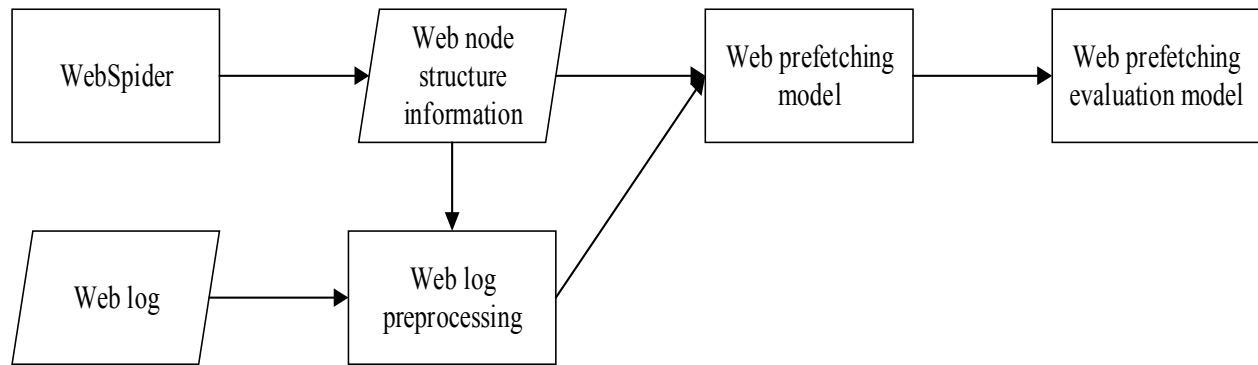 WebSpider
Web node
structure
information
Web prefetching
model
Web prefetching
evaluation model
Web log
Web log
preprocessing